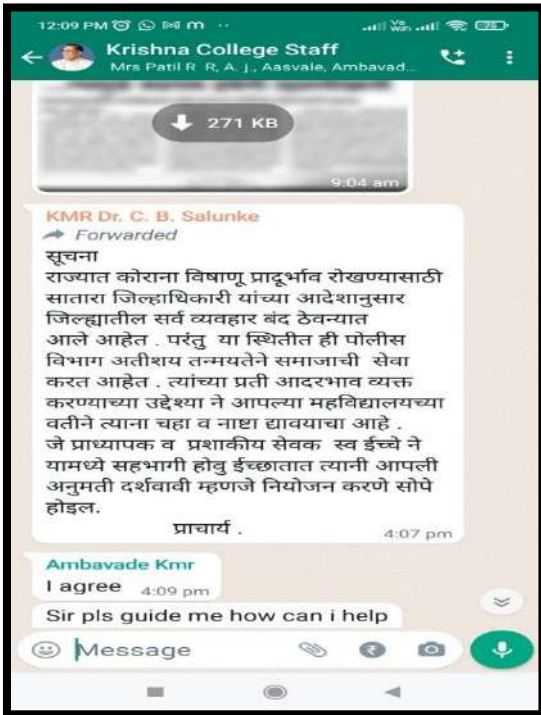 12:09 PM
Krishna College Staff
Mrs Patil R R, A. j., Aasvale, Ambavad...
271 KB
9:04 am
KMR Dr. C. B. Salunke
Forwarded
सूचना
राज्यात कोराना विषाणू प्रादूर्भाव रोखण्यासाठी
सातारा जिल्हाधिकारी यांच्या आदेशानुसार
जिल्ह्यातील सर्व व्यवहार बंद ठेवन्यात
आले आहेत . परंतु या स्थितीत ही पोलीस
विभाग अतीशय तन्मयतेने समाजाची सेवा
करत आहेत . त्यांच्या प्रती आदरभाव व्यक्त
करण्याच्या उद्देश्या ने आपल्या महविद्यालयच्या
वतीने त्याना चहा व नाष्टा द्यावयाचा आहे .
जे प्राध्यापक व प्रशाकीय सेवक स्व ईच्चे ने
यामध्ये सहभागी होवु ईच्छातात त्यानी आपली
अनुमती दर्शवावी म्हणजे नियोजन करणे सोपे
होइल.
प्राचार्य .
4:07 pm
Ambavade Kmr
I agree 4:09 pm
Sir pls guide me how can i help
Message